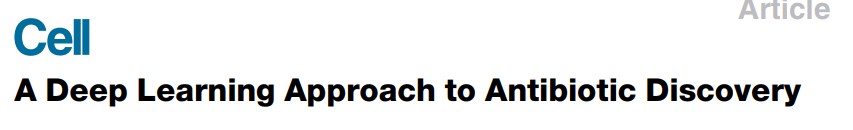 Article
Cell
A Deep Learning Approach to Antibiotic Discovery